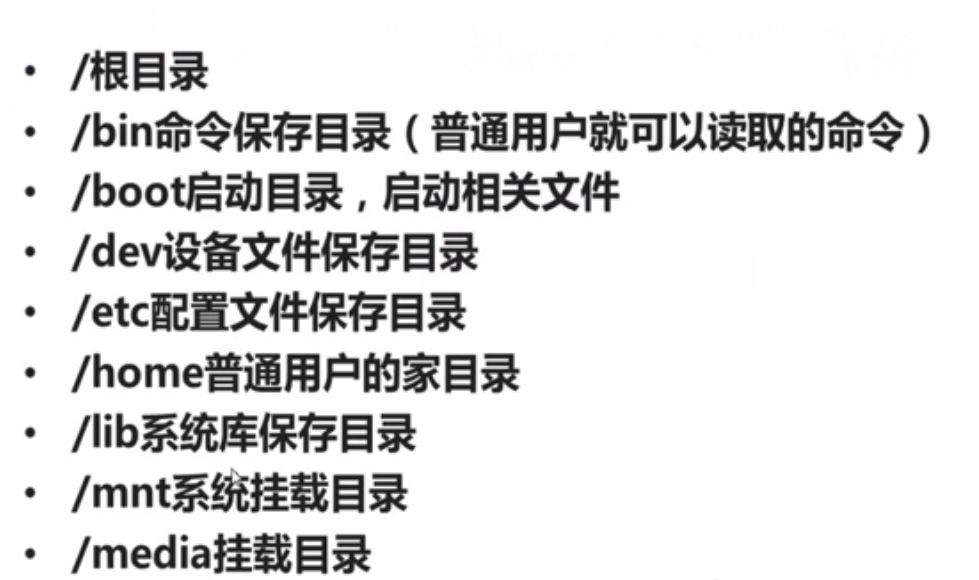 • /根目录
• /bin命令保存目录（普通用户就可以读取的命令）
• /boot启动目录，启动相关文件
• /dev设备文件保存目录
• /etc配置文件保存目录
• /home普通用户的家目录
• /lib系统库保存目录
• /mnt系统挂载目录
• /media挂载目录